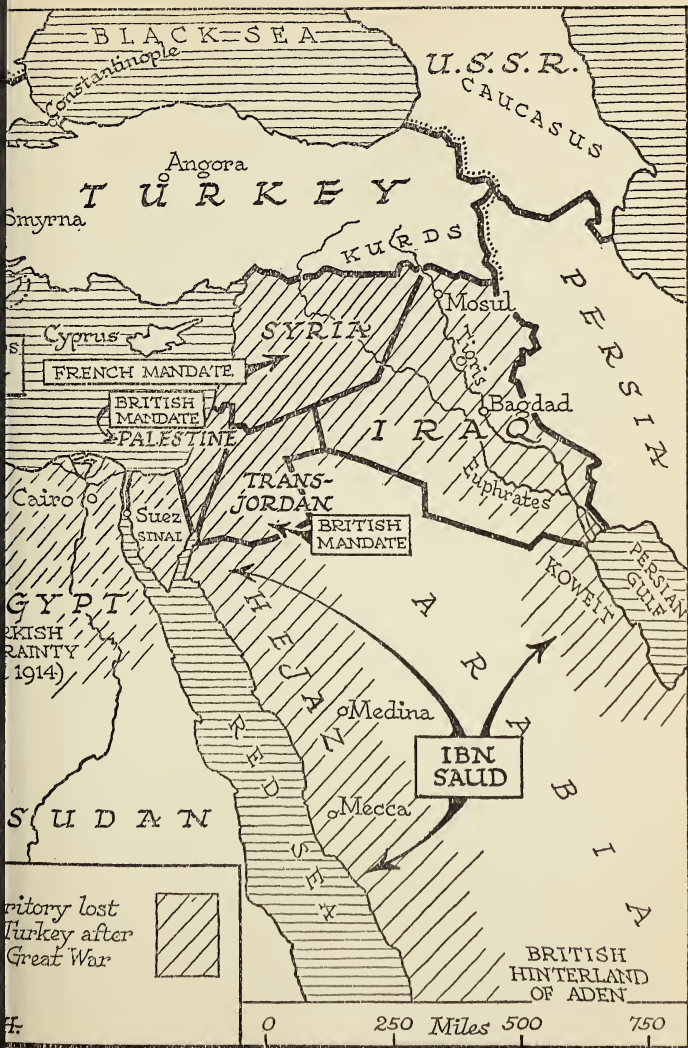 BLACK SEA
Constantinople
U.S.S.R.
CAUCASUS
Angora
TURKEY
Smyrna
KURDS
PERSIA
Mosul
SYRIA
Tigris
Cyprus
FRENCH MANDATE
BRITISH
MANDATE
PALESTINE
Bagdad
IRAQ
Euphrates
TRANS-
JORDAN
BRITISH
MANDATE
Cairo
Suez
SINAI
PERSIAN
GULF
KOWEIT
GYPT
RKISH
RAINTY
1914)
HEJAZ
ARABIA
Medina
RED SEA
IBN
SAUD
Mecca
SUDAN
ritory lost
Turkey after
Great War
BRITISH
HINTERLAND
OF ADEN
H.
0 250 Miles 500 750